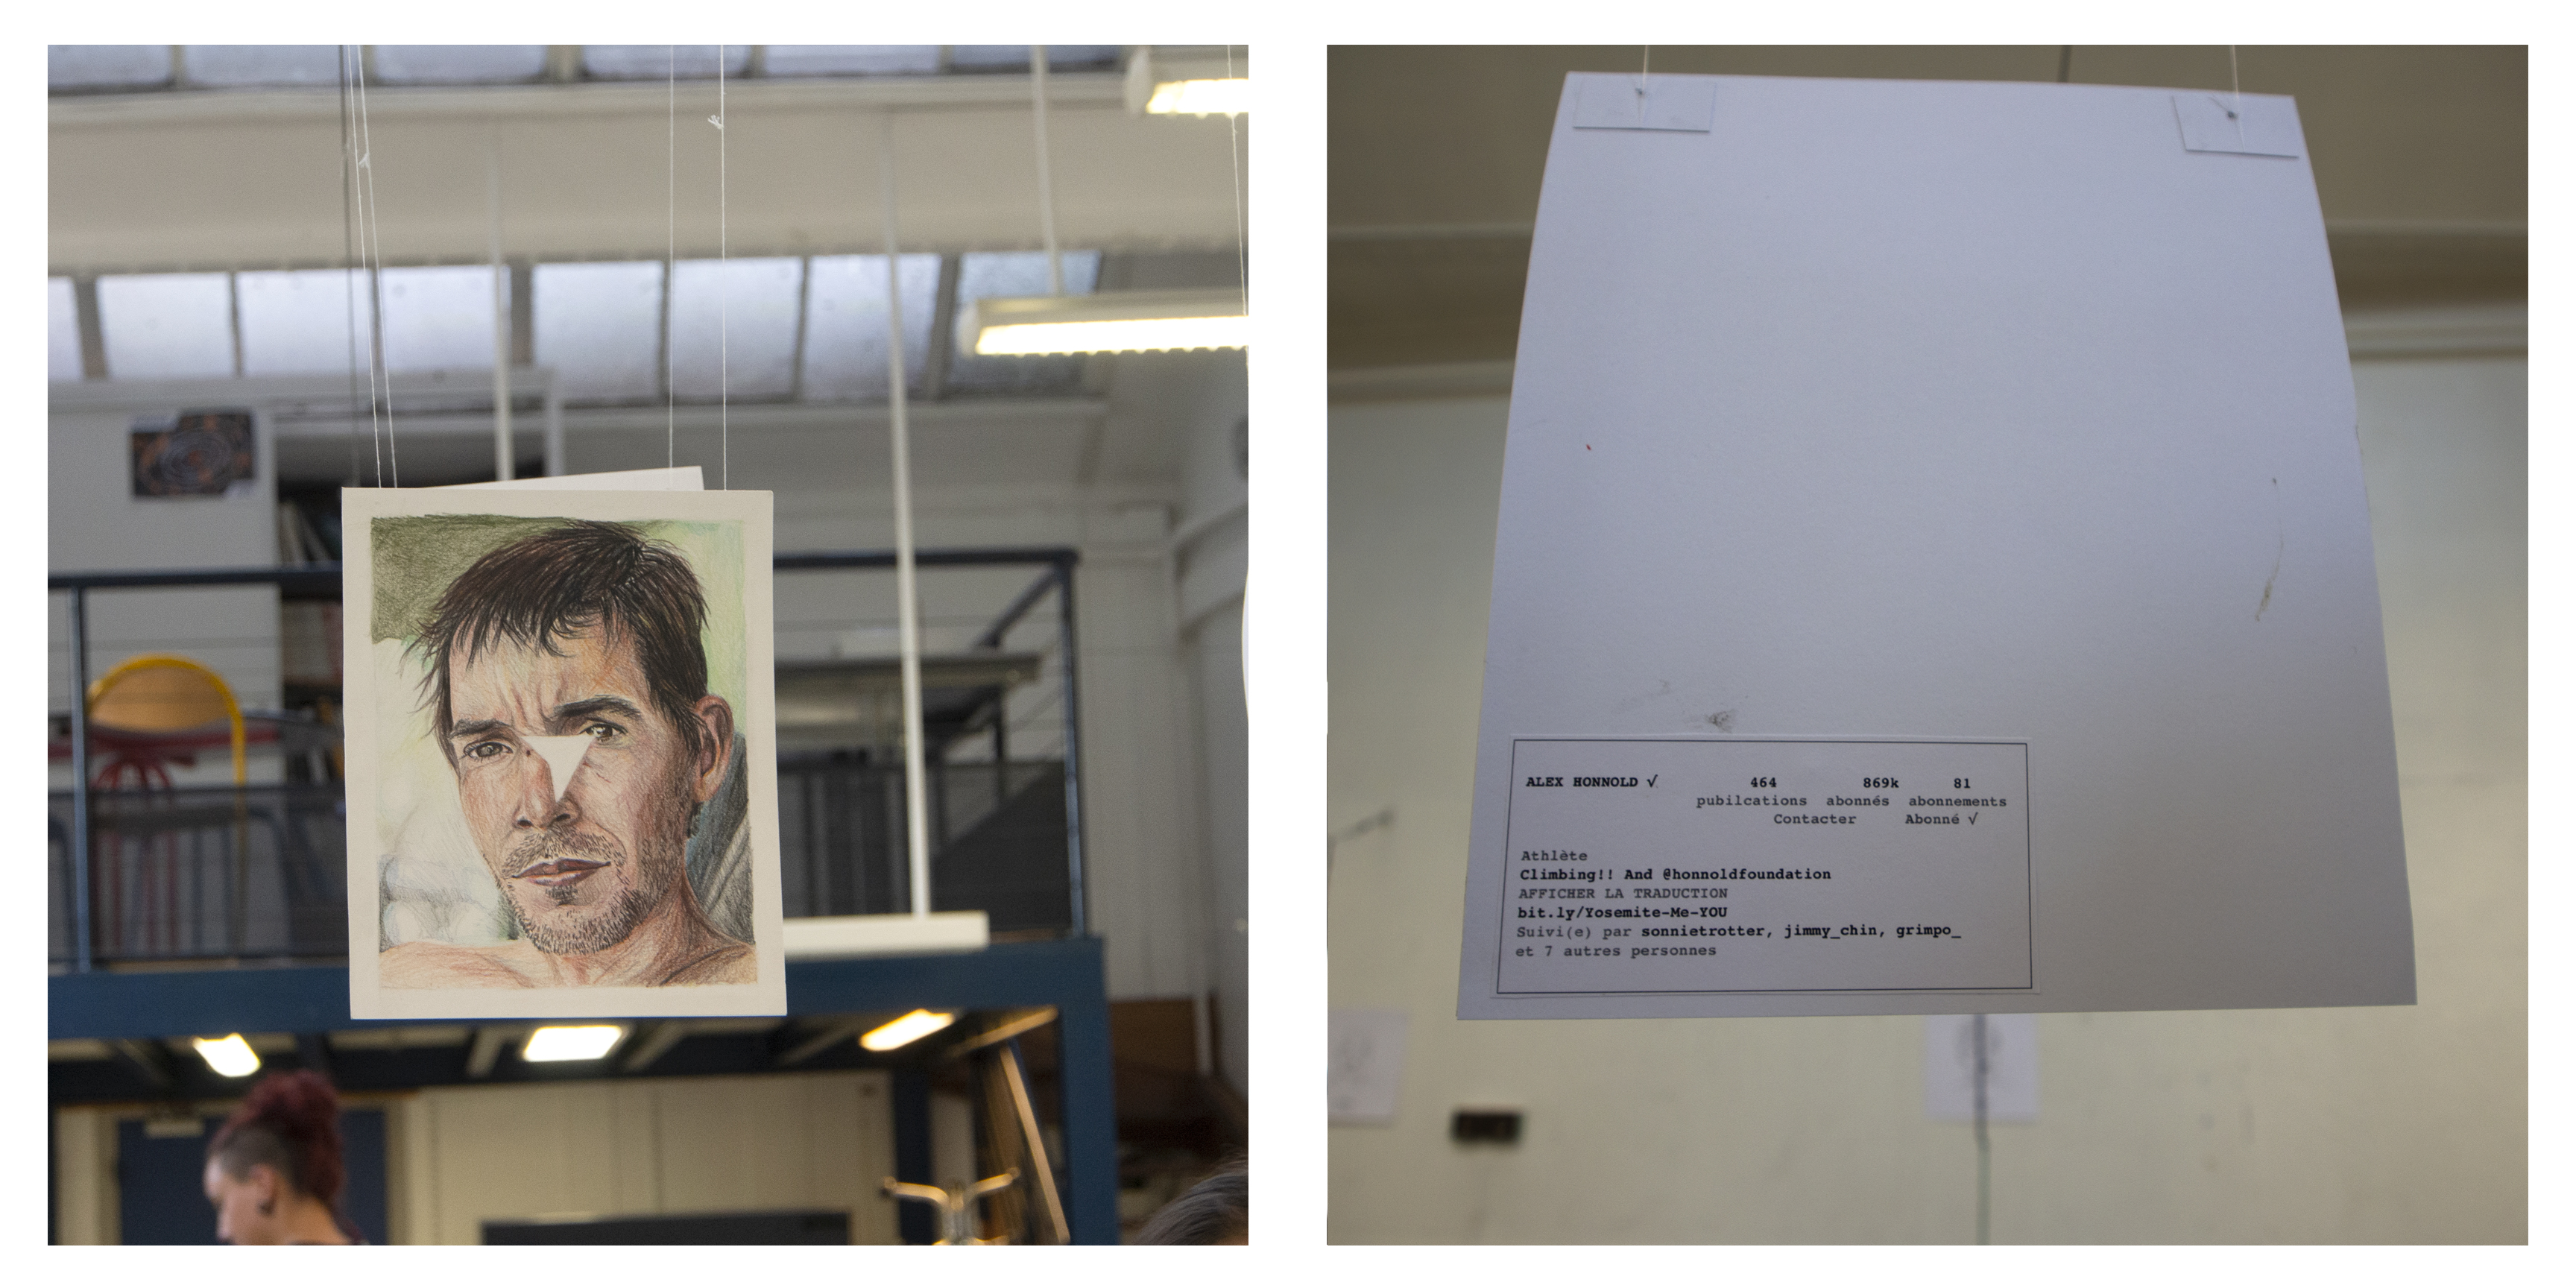 ALEX HONNOLD √ 464 869k 81
pubilcations abonnés abonnements
Contacter Abonné √
Athlète
Climbing!! And @honnoldfoundation
AFFICHER LA TRADUCTION
bit.ly/Yosemite-Me-YOU
Suivi(e) par sonnietrotter, jimmy_chin, grimpo_
et 7 autres personnes